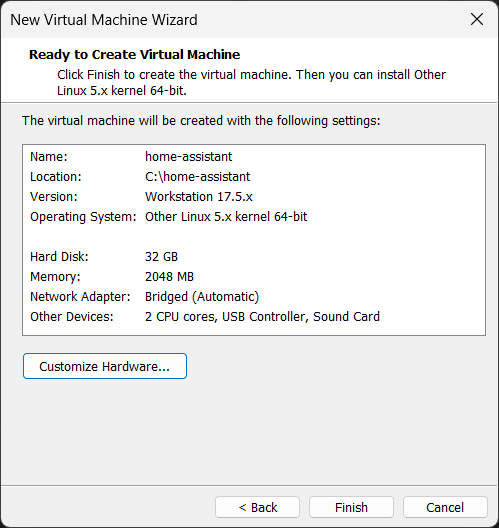 New Virtual Machine Wizard
Ready to Create Virtual Machine
Click Finish to create the virtual machine. Then you can install Other
Linux 5.x kernel 64-bit.
The virtual machine will be created with the following settings:
Name: home-assistant
Location: C:\home-assistant
Version: Workstation 17.5.x
Operating System: Other Linux 5.x kernel 64-bit
Hard Disk: 32 GB
Memory: 2048 MB
Network Adapter: Bridged (Automatic)
Other Devices: 2 CPU cores, USB Controller, Sound Card
Customize Hardware...
< Back Finish Cancel